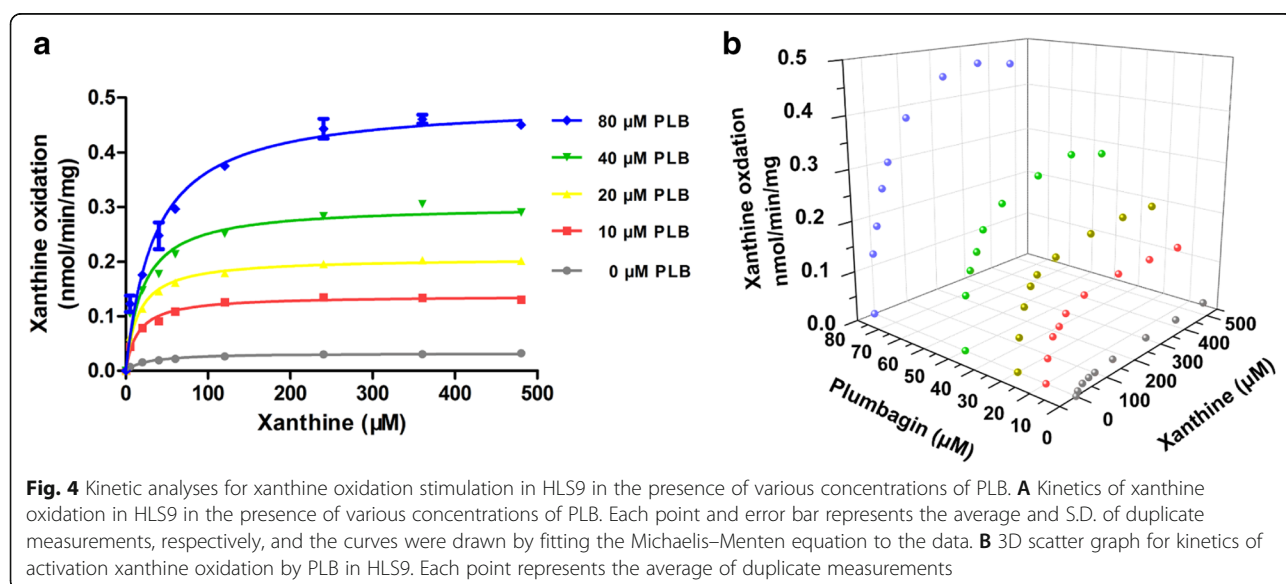 a
Xanthine oxidation
(nmol/min/mg)
0.5
0.4
0.3
0.2
0.1
0.0
0
100
200
300
400
500
Xanthine (µM)
80 µM PLB
40 µM PLB
20 µM PLB
10 µM PLB
0 µM PLB
b
Xanthine oxdation
nmol/min/mg
0.5
0.4
0.3
0.2
0.1
0.0
80
70
60
50
40
30
20
10
0
Plumbagin (µM)
0
100
200
300
400
500
Xanthine (µM)
Fig. 4 Kinetic analyses for xanthine oxidation stimulation in HLS9 in the presence of various concentrations of PLB. A Kinetics of xanthine
oxidation in HLS9 in the presence of various concentrations of PLB. Each point and error bar represents the average and S.D. of duplicate
measurements, respectively, and the curves were drawn by fitting the Michaelis–Menten equation to the data. B 3D scatter graph for kinetics of
activation xanthine oxidation by PLB in HLS9. Each point represents the average of duplicate measurements